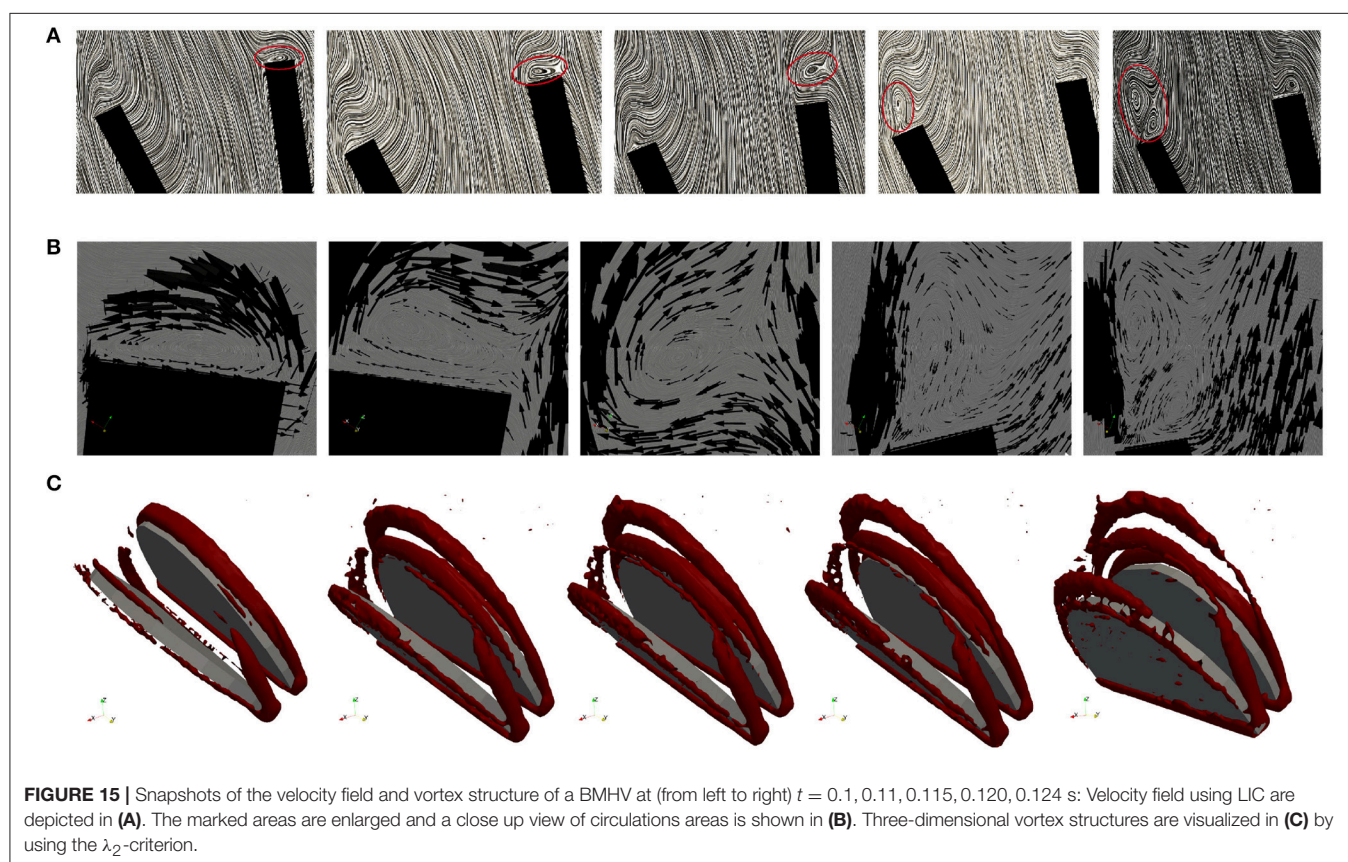 A
B
C
FIGURE 15 | Snapshots of the velocity field and vortex structure of a BMHV at (from left to right) t = 0.1, 0.11, 0.115, 0.120, 0.124 s: Velocity field using LIC are
depicted in (A). The marked areas are enlarged and a close up view of circulations areas is shown in (B). Three-dimensional vortex structures are visualized in (C) by
using the λ₂-criterion.